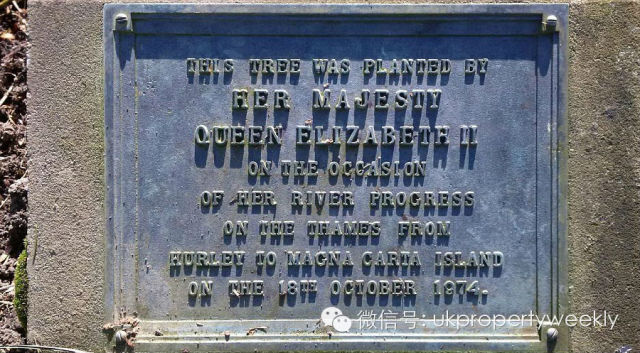 THIS TREE WAS PLANTED BY
HER MAJESTY
QUEEN ELIZABETH II
ON THE OCCASION
OF HER RIVER PROGRESS
ON THE THAMES FROM
HURLEY TO MAGNA CARTA ISLAND
ON THE 18TH OCTOBER 1974.
微信号: ukpropertyweekly